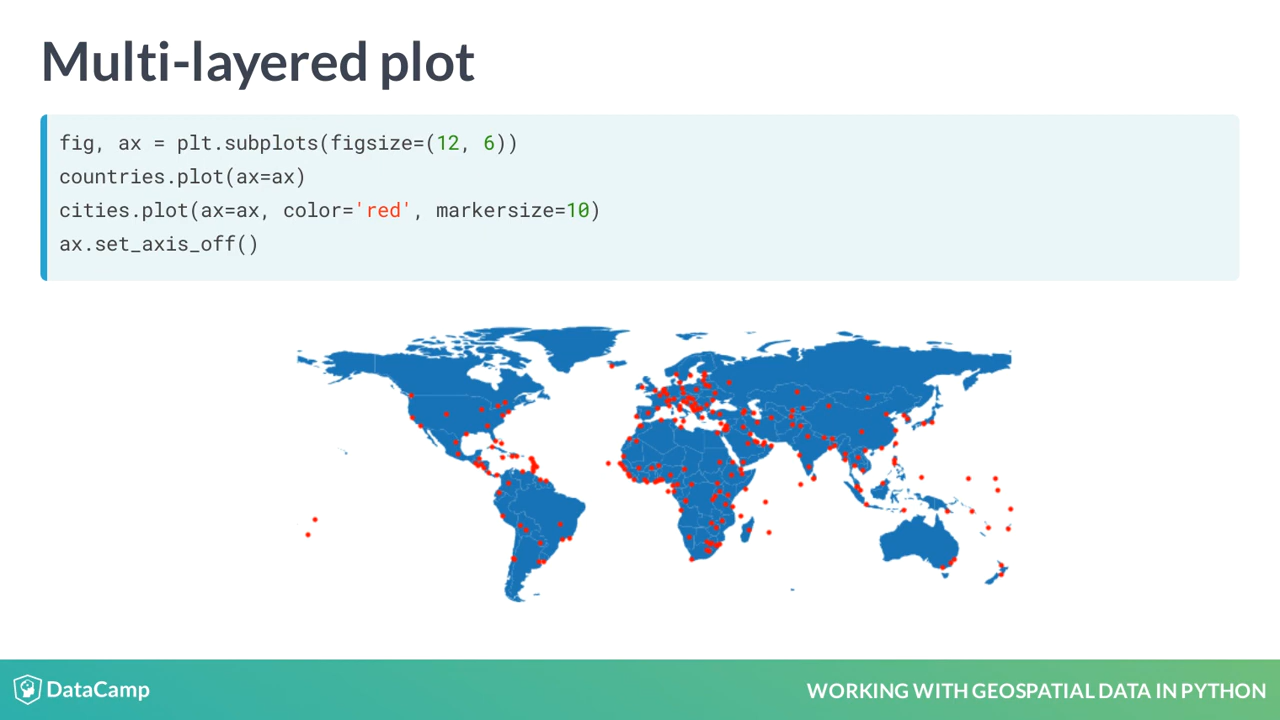 Multi-layered plot
fig, ax = plt.subplots(figsize=(12, 6))
countries.plot(ax=ax)
cities.plot(ax=ax, color='red', markersize=10)
ax.set_axis_off()
DataCamp
WORKING WITH GEOSPATIAL DATA IN PYTHON